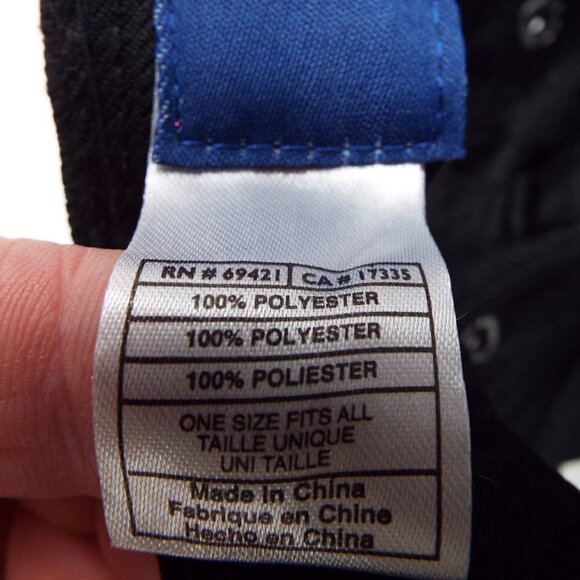 RN # 69421 CA # 17335
100% POLYESTER
100% POLYESTER
100% POLIESTER
ONE SIZE FITS ALL
TAILLE UNIQUE
UNI TAILLE
Made in China
Fabrique en Chine
Hecho en China